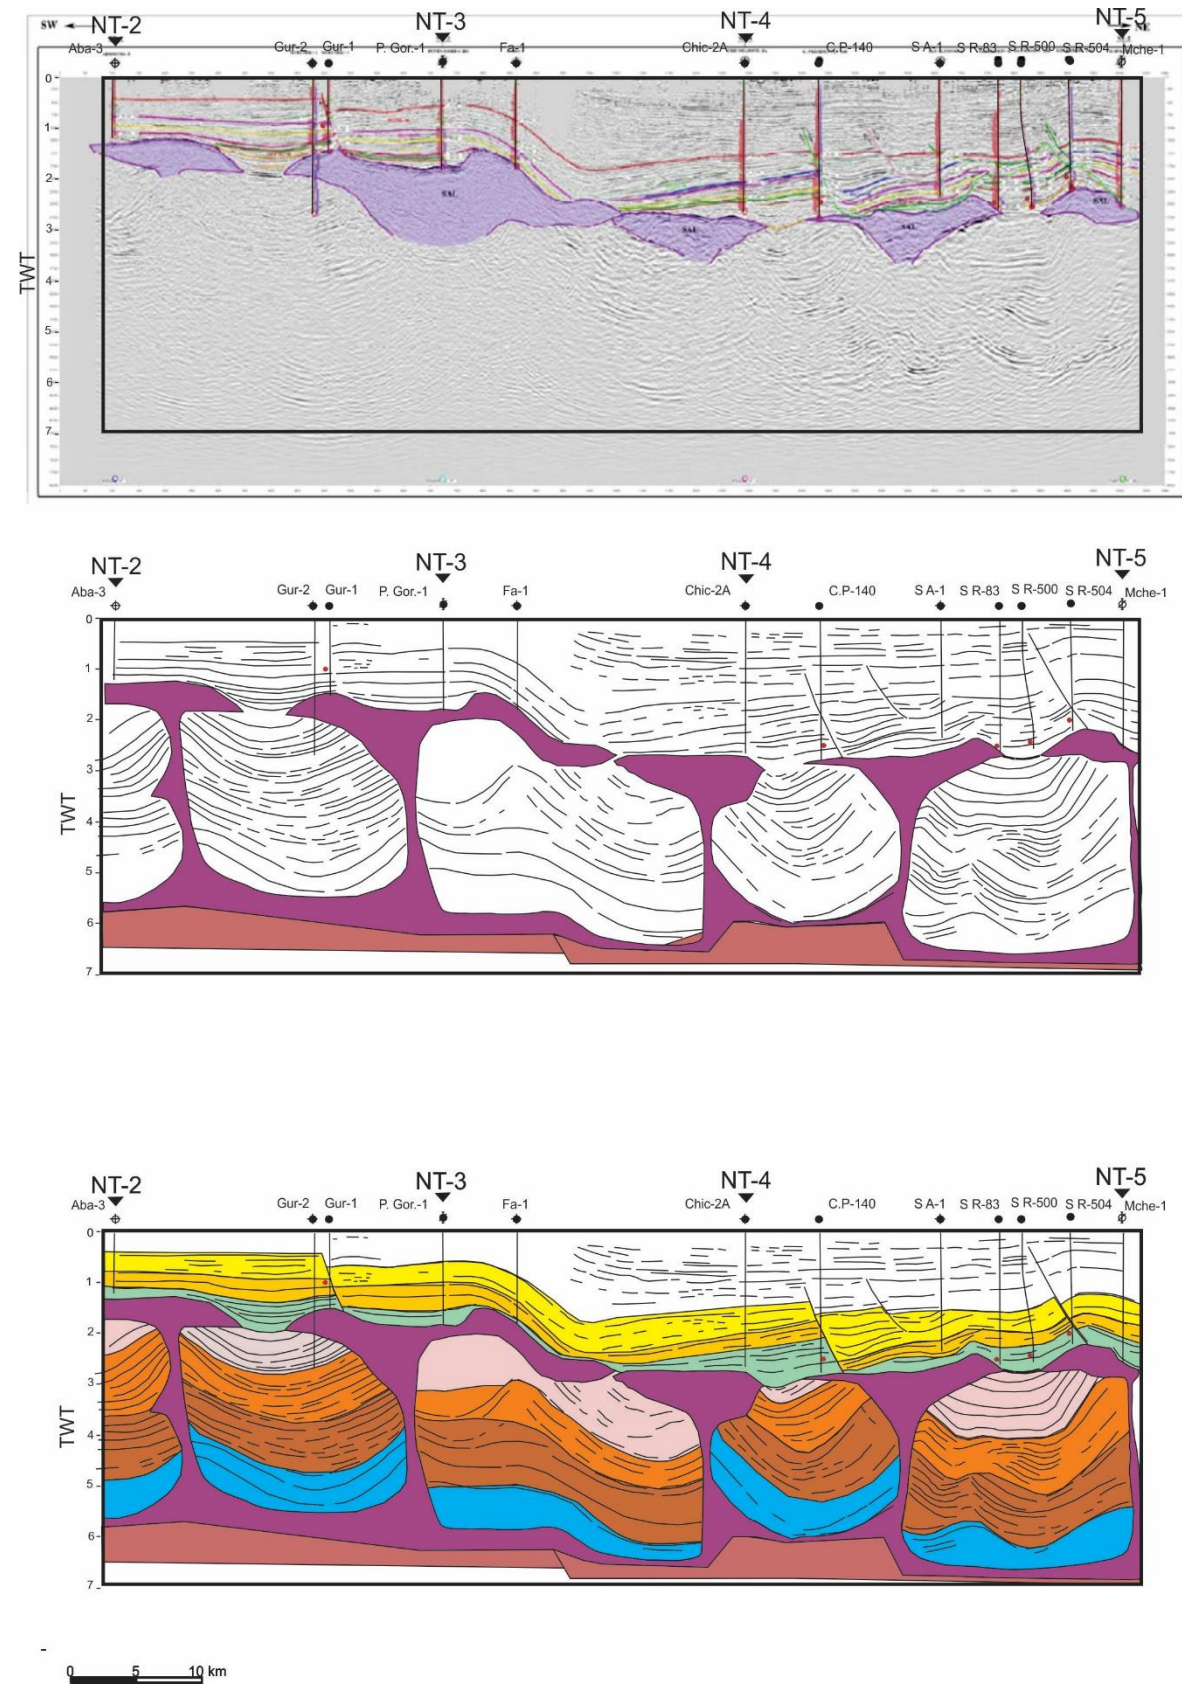 SW NT-2 NT-3 NT-4 NT-5 NE
Aba-3 Gur-2 Gur-1 P. Gor.-1 Fa-1 Chic-2A C.P-140 S A-1 S R-83 S R-500 S R-504 Mche-1
0
1
2
SAL
SAL
SAL
SAL
3
TWT
4
5
6
7
NT-2 NT-3 NT-4 NT-5
Aba-3 Gur-2 Gur-1 P. Gor.-1 Fa-1 Chic-2A C.P-140 S A-1 S R-83 S R-500 S R-504 Mche-1
0
1
2
3
TWT
4
5
6
7
NT-2 NT-3 NT-4 NT-5
Aba-3 Gur-2 Gur-1 P. Gor.-1 Fa-1 Chic-2A C.P-140 S A-1 S R-83 S R-500 S R-504 Mche-1
0
1
2
3
TWT
4
5
6
7
0 5 10 km